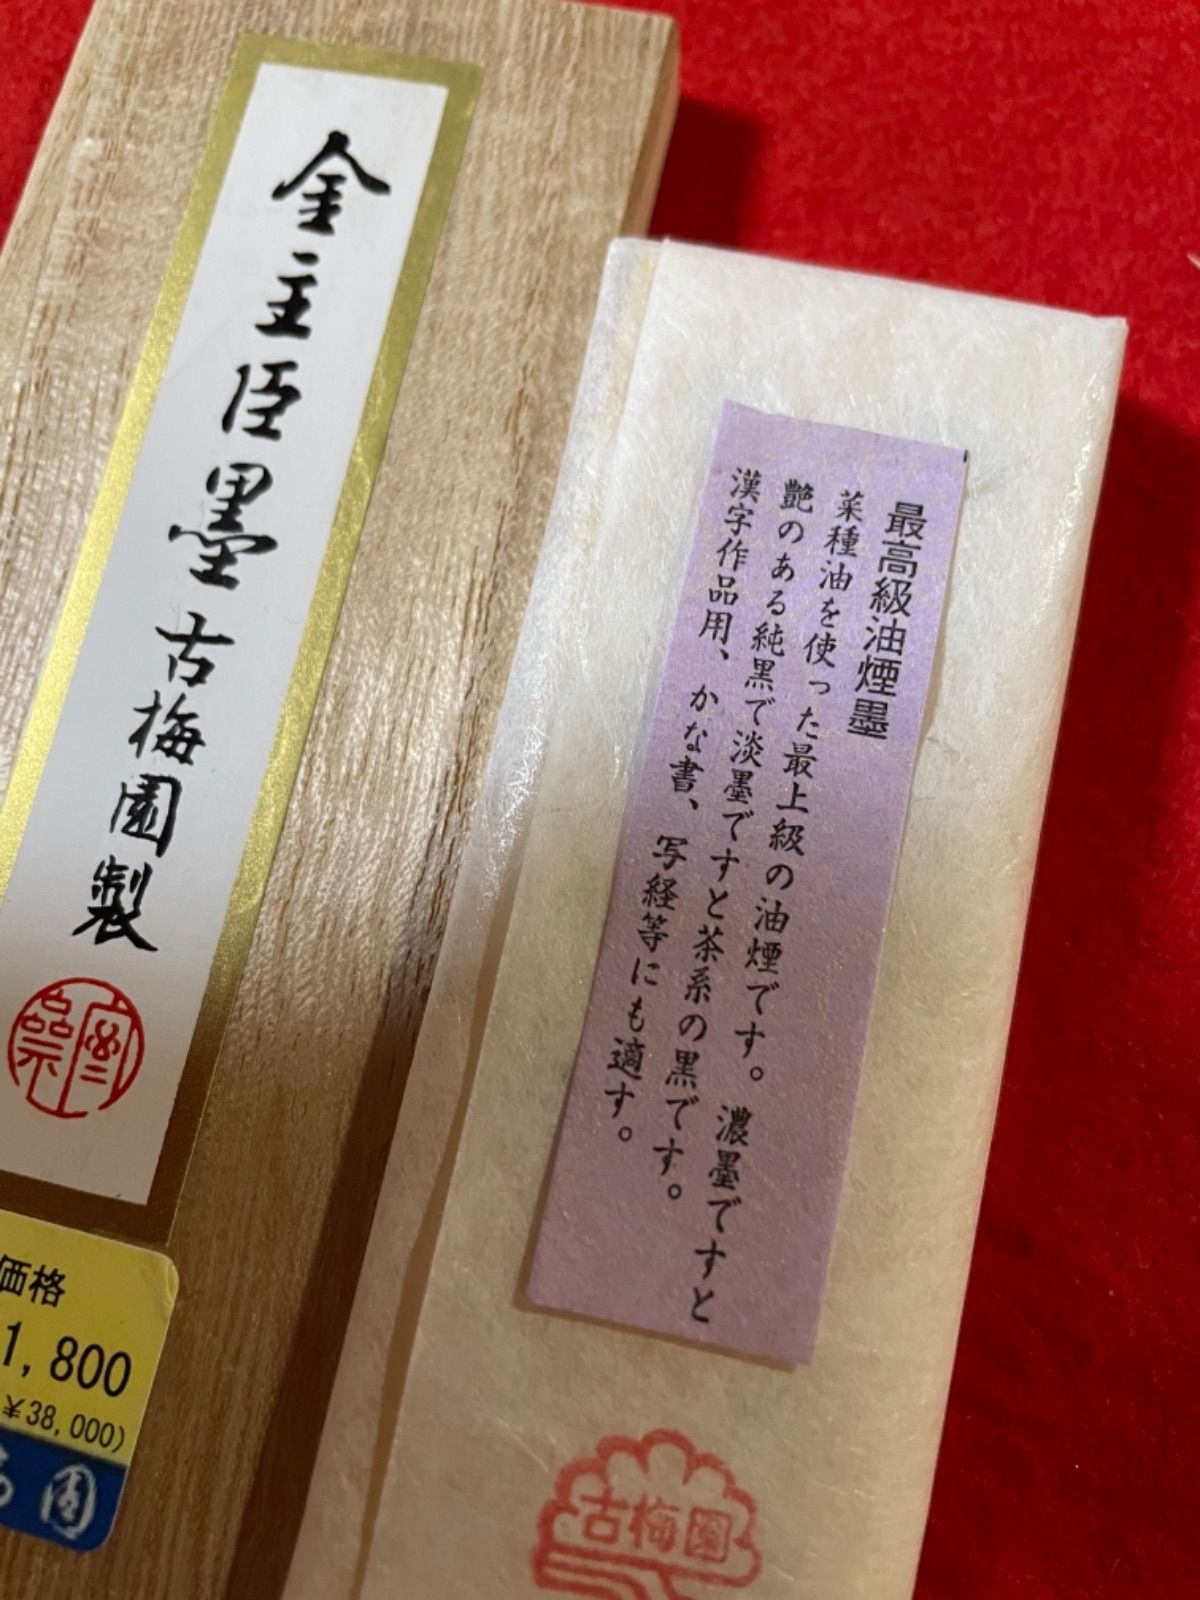 金主臣墨古梅園製
価格
1,800
¥38,000)
園
最高級油煙墨
菜種油を使った最上級の油煙です。濃墨ですと
艶のある純黒で淡墨ですと茶系の黒です。
漢字作品用、かな書、写経等にも適す。
古梅園